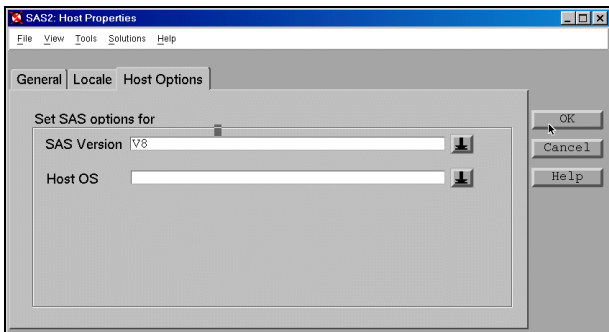 SAS2: Host Properties
File View Tools Solutions Help
General Locale Host Options
Set SAS options for
SAS Version V8
Host OS
OK
Cancel
Help